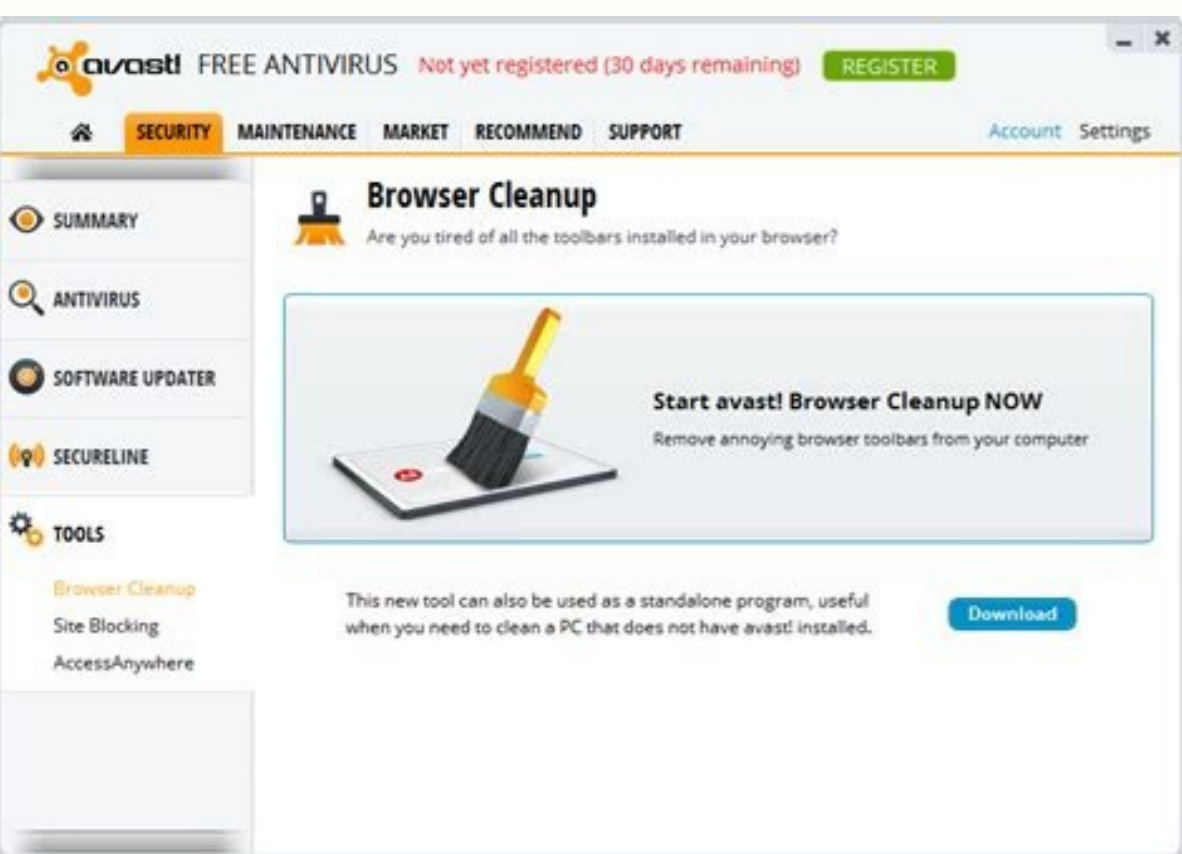 avast! FREE ANTIVIRUS Not yet registered (30 days remaining) REGISTER
SECURITY MAINTENANCE MARKET RECOMMEND SUPPORT Account Settings
SUMMARY
ANTIVIRUS
SOFTWARE UPDATER
SECURELINE
TOOLS
Browser Cleanup
Site Blocking
AccessAnywhere
Browser Cleanup
Are you tired of all the toolbars installed in your browser?
Start avast! Browser Cleanup NOW
Remove annoying browser toolbars from your computer
This new tool can also be used as a standalone program, useful
when you need to clean a PC that does not have avast! installed.
Download